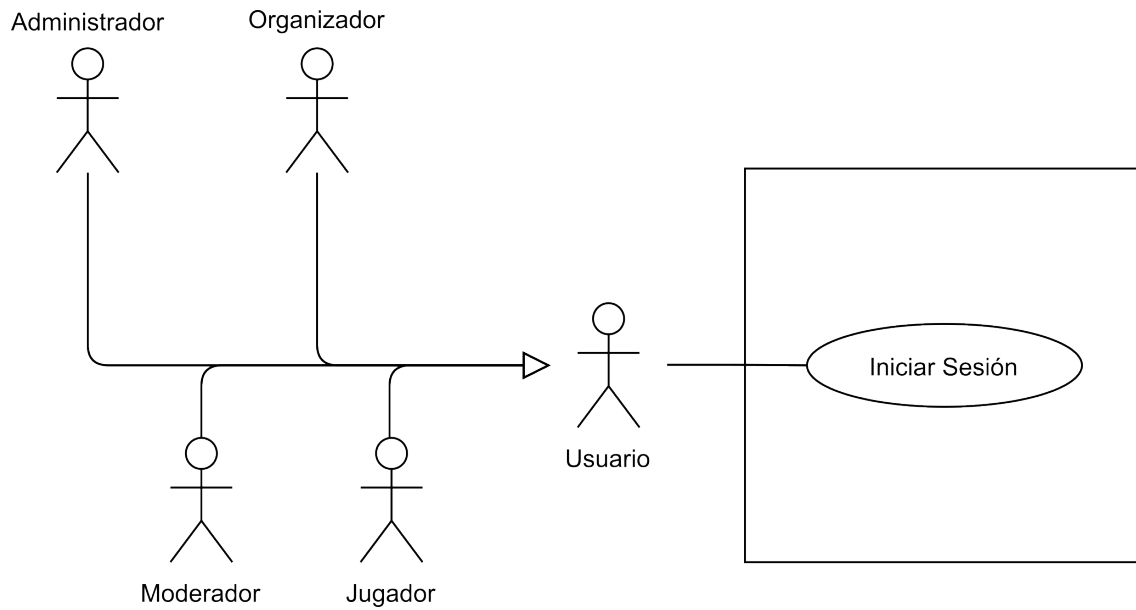 Administrador
Organizador
Iniciar Sesión
Usuario
Moderador
Jugador